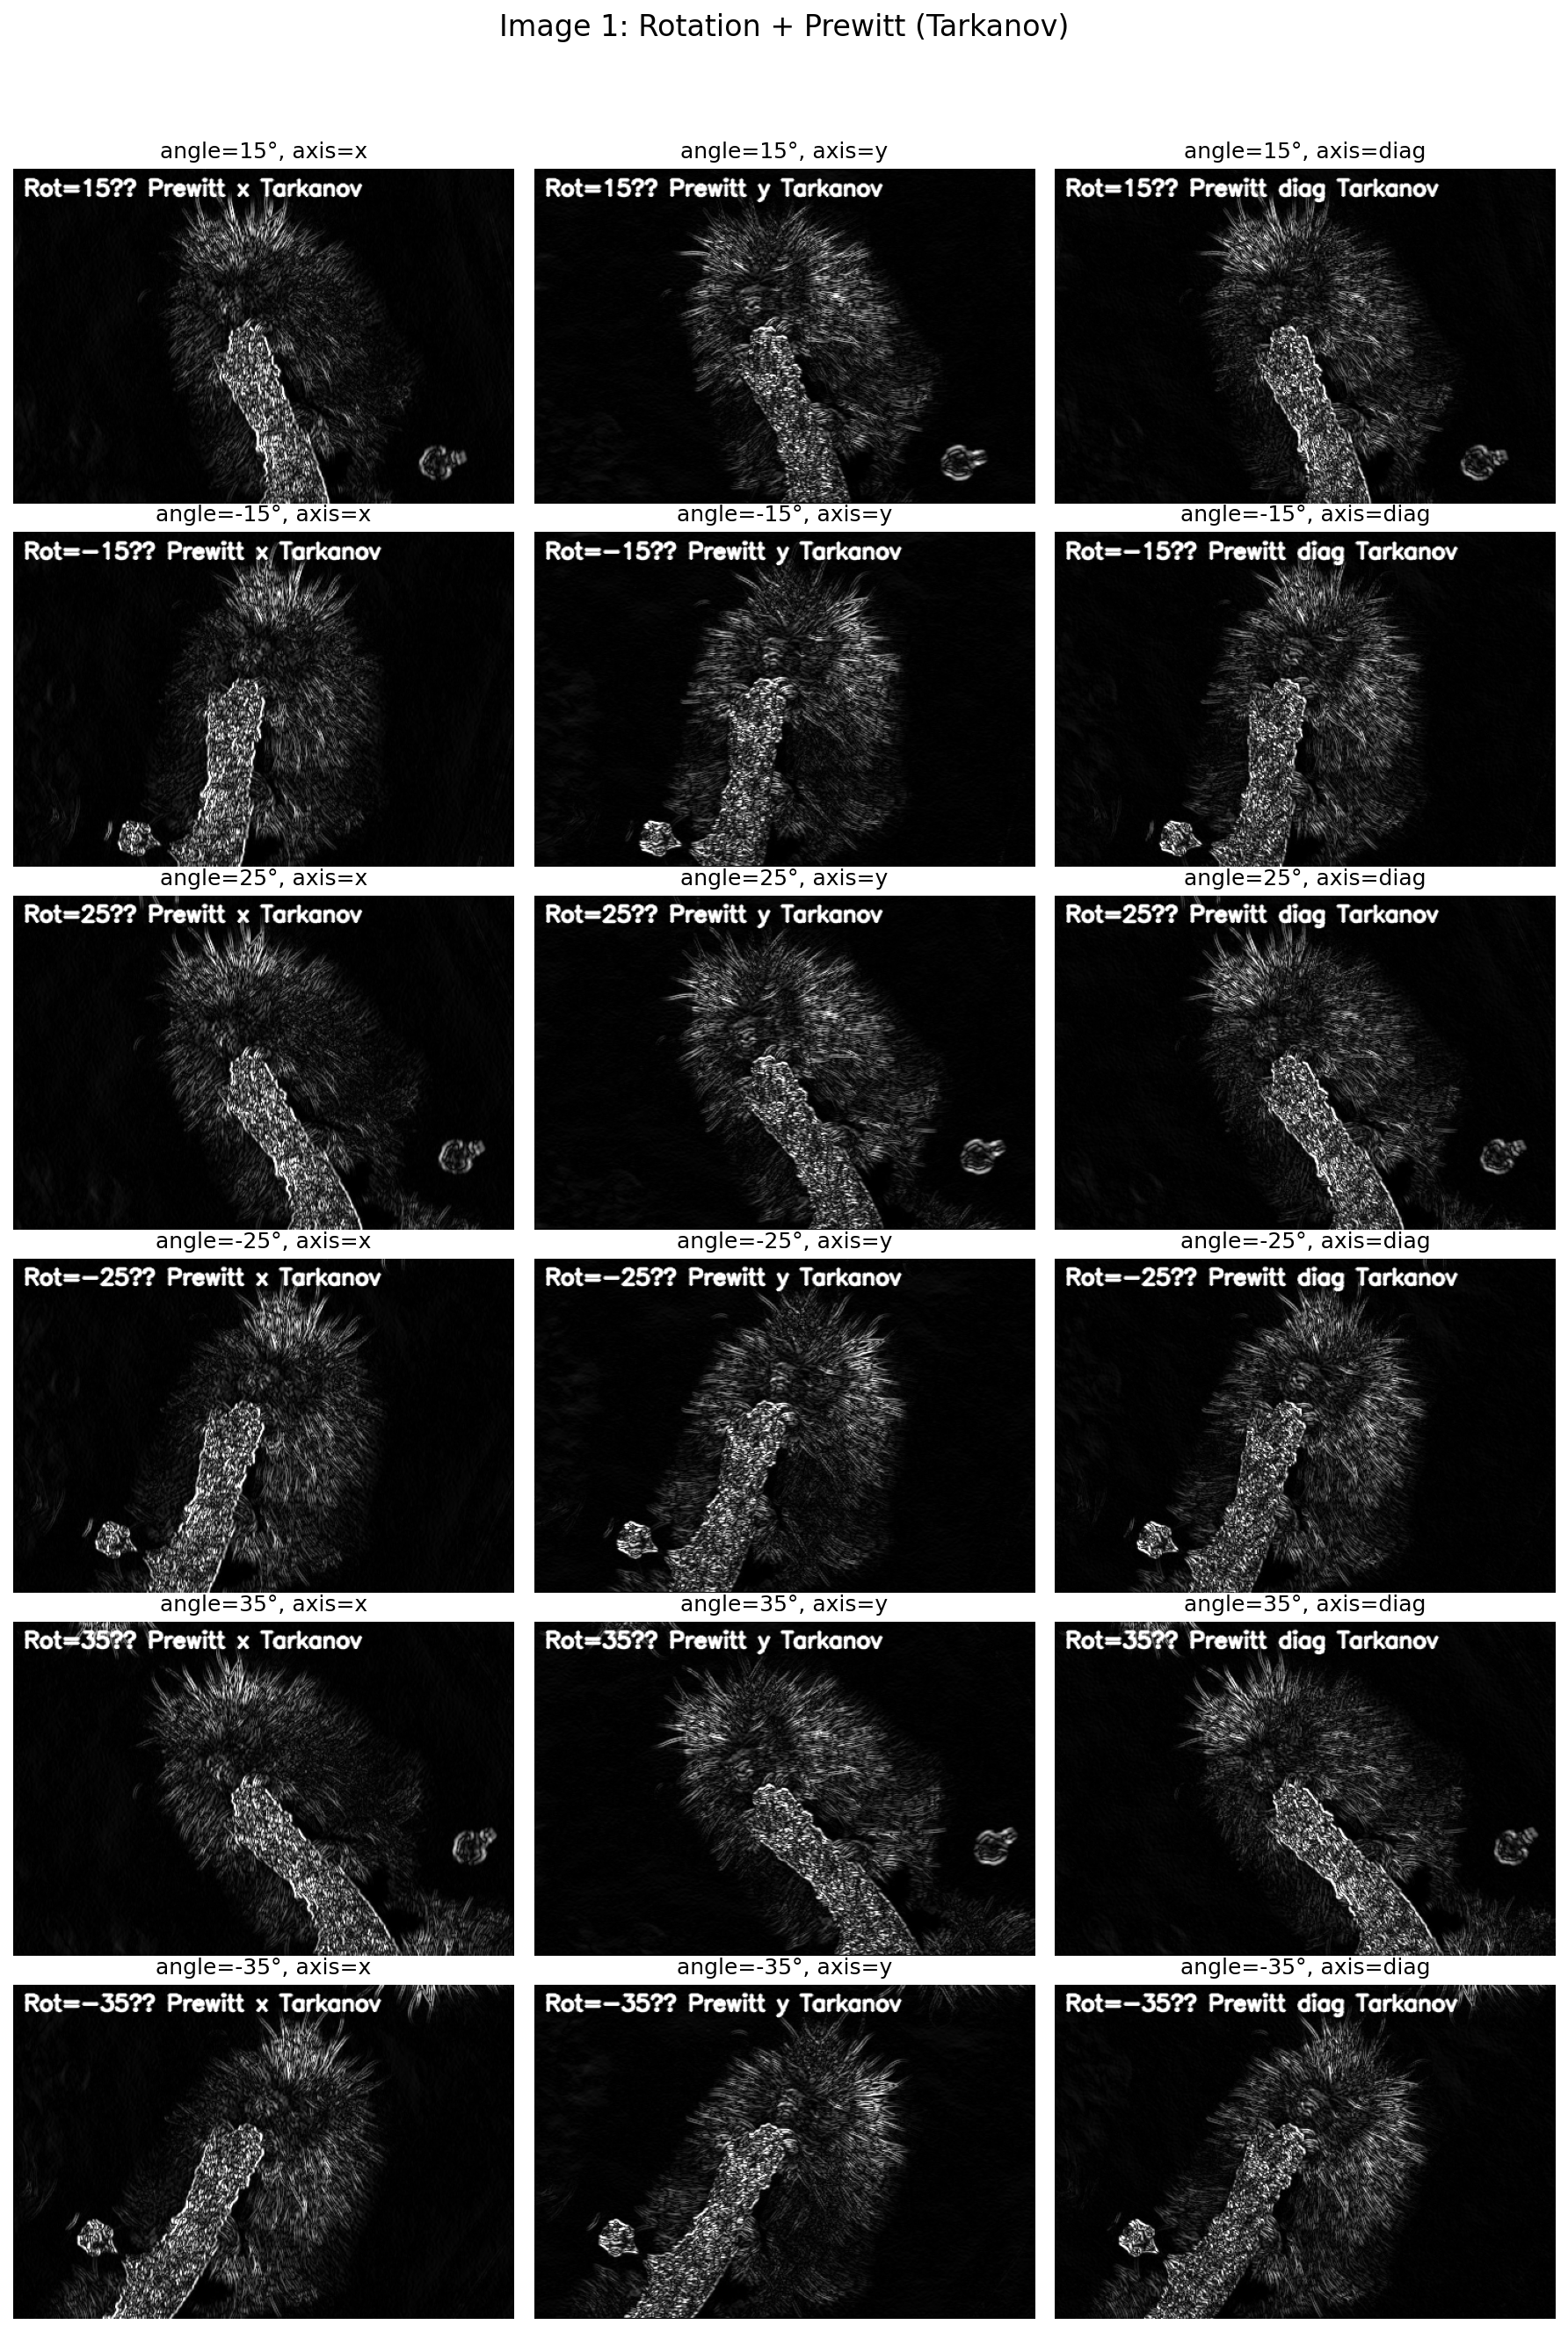 Image 1: Rotation + Prewitt (Tarkanov)
angle=15°, axis=x
angle=15°, axis=y
angle=15°, axis=diag
Rot=15?? Prewitt x Tarkanov
Rot=15?? Prewitt y Tarkanov
Rot=15?? Prewitt diag Tarkanov
angle=-15°, axis=x
angle=-15°, axis=y
angle=-15°, axis=diag
Rot=-15?? Prewitt x Tarkanov
Rot=-15?? Prewitt y Tarkanov
Rot=-15?? Prewitt diag Tarkanov
angle=25°, axis=x
angle=25°, axis=y
angle=25°, axis=diag
Rot=25?? Prewitt x Tarkanov
Rot=25?? Prewitt y Tarkanov
Rot=25?? Prewitt diag Tarkanov
angle=-25°, axis=x
angle=-25°, axis=y
angle=-25°, axis=diag
Rot=-25?? Prewitt x Tarkanov
Rot=-25?? Prewitt y Tarkanov
Rot=-25?? Prewitt diag Tarkanov
angle=35°, axis=x
angle=35°, axis=y
angle=35°, axis=diag
Rot=35?? Prewitt x Tarkanov
Rot=35?? Prewitt y Tarkanov
Rot=35?? Prewitt diag Tarkanov
angle=-35°, axis=x
angle=-35°, axis=y
angle=-35°, axis=diag
Rot=-35?? Prewitt x Tarkanov
Rot=-35?? Prewitt y Tarkanov
Rot=-35?? Prewitt diag Tarkanov